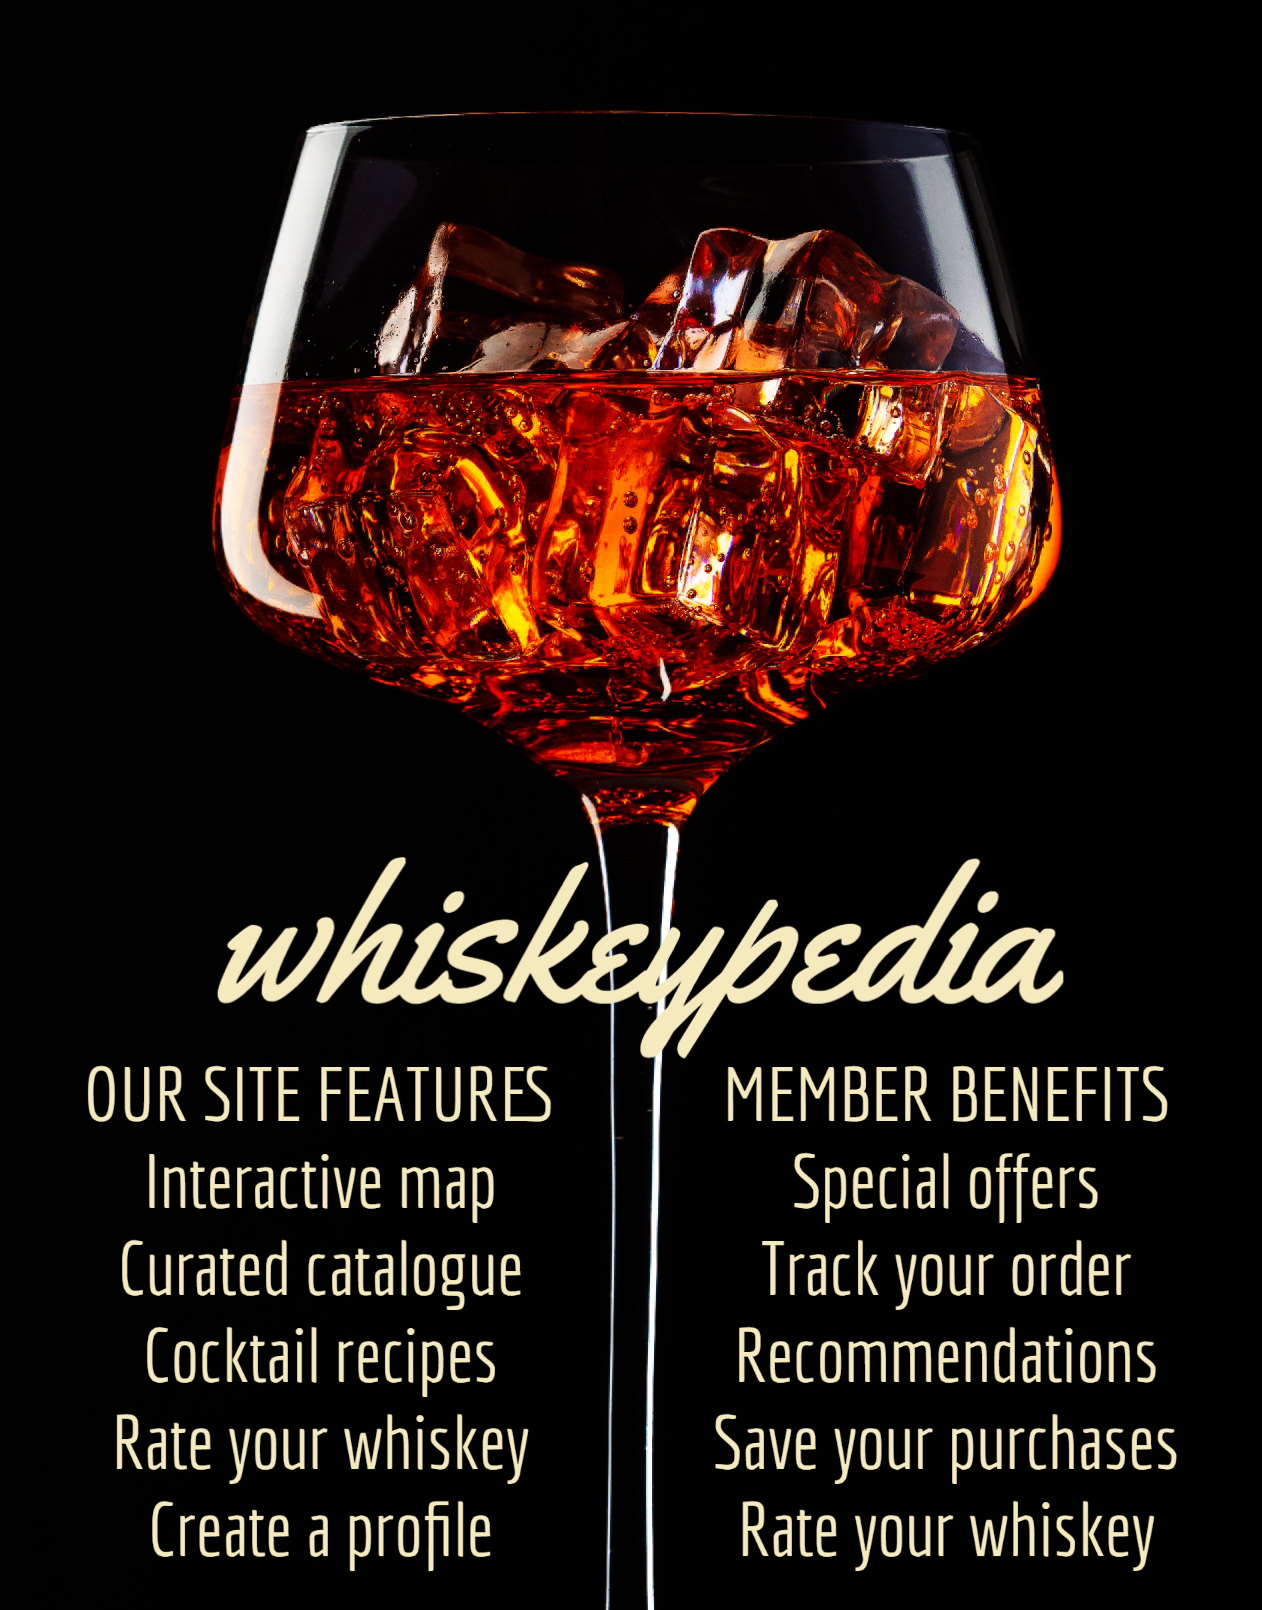 whiskeypedia
OUR SITE FEATURES
Interactive map
Curated catalogue
Cocktail recipes
Rate your whiskey
Create a profile
MEMBER BENEFITS
Special offers
Track your order
Recommendations
Save your purchases
Rate your whiskey